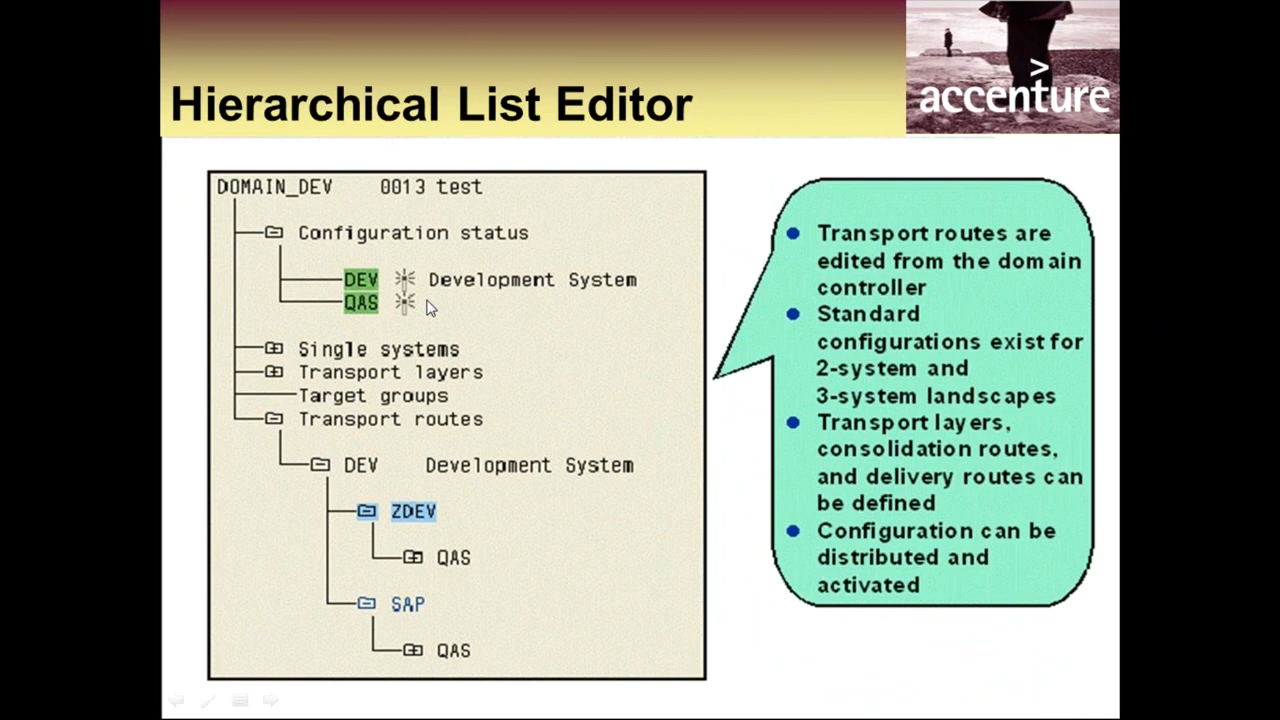 Hierarchical List Editor
>
accenture
DOMAIN_DEV 0013 test
Configuration status
DEV Development System
QAS
Single systems
Transport layers
Target groups
Transport routes
DEV Development System
ZDEV
QAS
SAP
QAS
Transport routes are
edited from the domain
controller
Standard
configurations exist for
2-system and
3-system landscapes
Transport layers,
consolidation routes,
and delivery routes can
be defined
Configuration can be
distributed and
activated